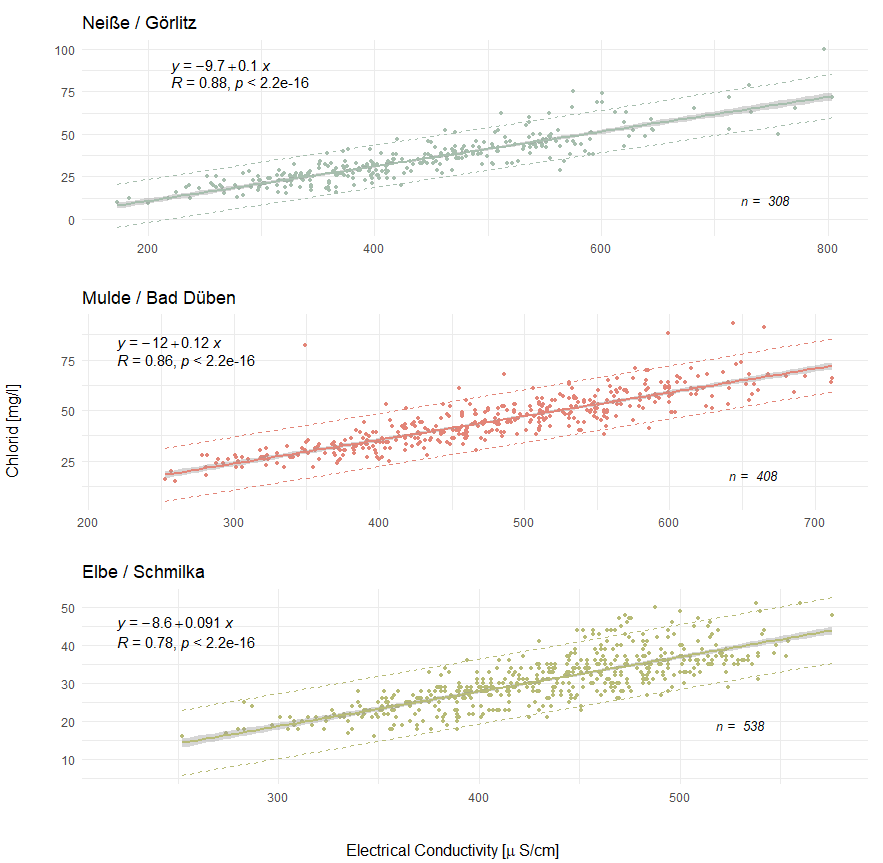 Neiße / Görlitz
y = −9.7 + 0.1 x
R = 0.88, p < 2.2e-16
100
75
50
25
0
n = 308
200 400 600 800
Mulde / Bad Düben
y = −12 + 0.12 x
R = 0.86, p < 2.2e-16
75
50
25
n = 408
200 300 400 500 600 700
Chlorid [mg/l]
Elbe / Schmilka
y = −8.6 + 0.091 x
R = 0.78, p < 2.2e-16
50
40
30
20
10
n = 538
300 400 500
Electrical Conductivity [μ S/cm]